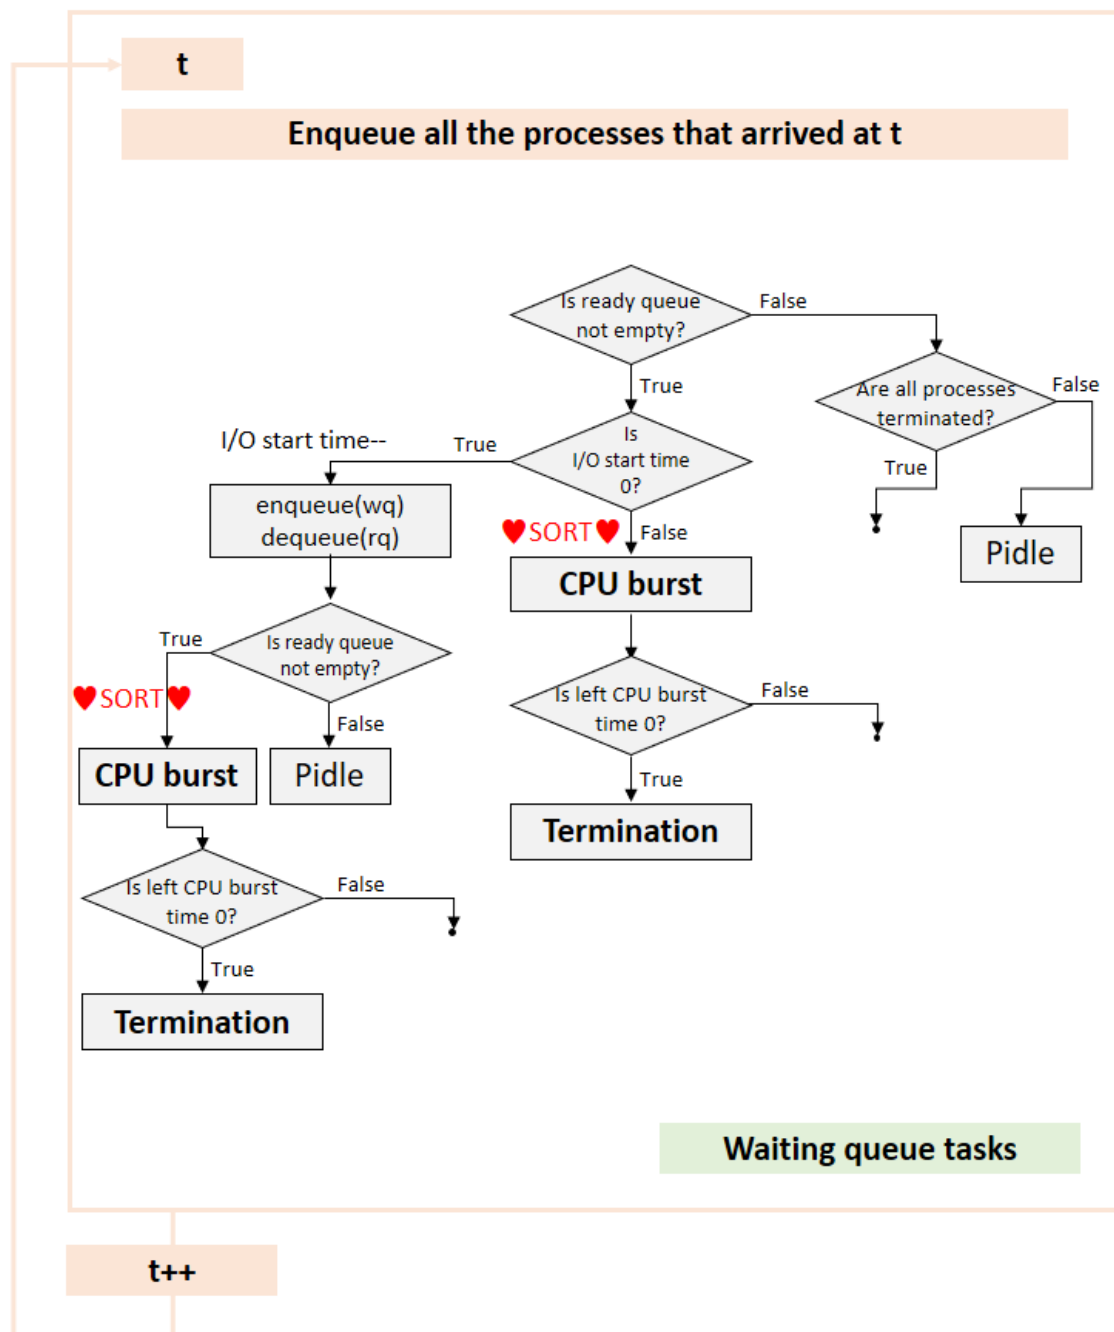 t
Enqueue all the processes that arrived at t
Is ready queue
not empty?
False
True
Are all processes
terminated?
False
True
Pidle
Is
I/O start time
0?
True
I/O start time--
enqueue(wq)
dequeue(rq)
♥SORT♥
False
CPU burst
Is ready queue
not empty?
True
♥SORT♥
False
CPU burst
Pidle
Is left CPU burst
time 0?
False
True
Termination
Is left CPU burst
time 0?
False
True
Termination
Waiting queue tasks
t++